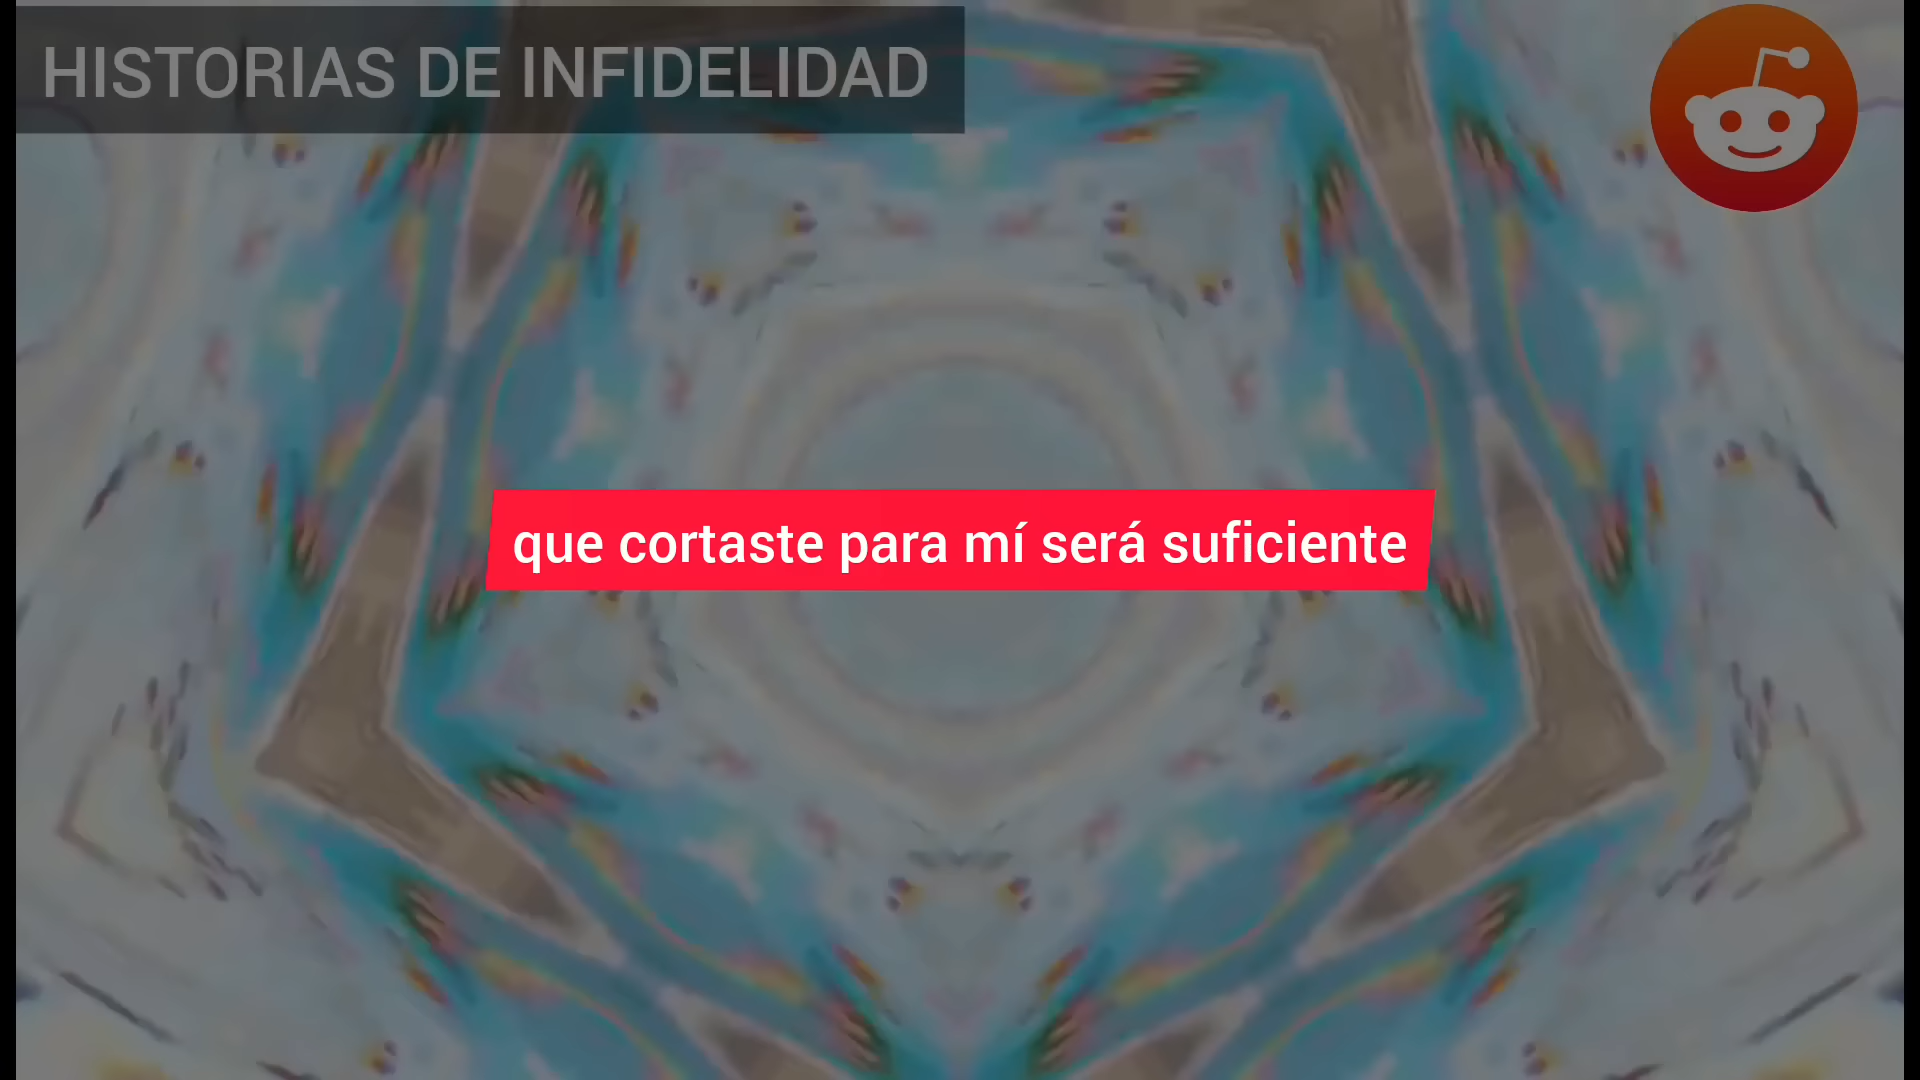 HISTORIAS DE INFIDELIDAD
que cortaste para mí será suficiente